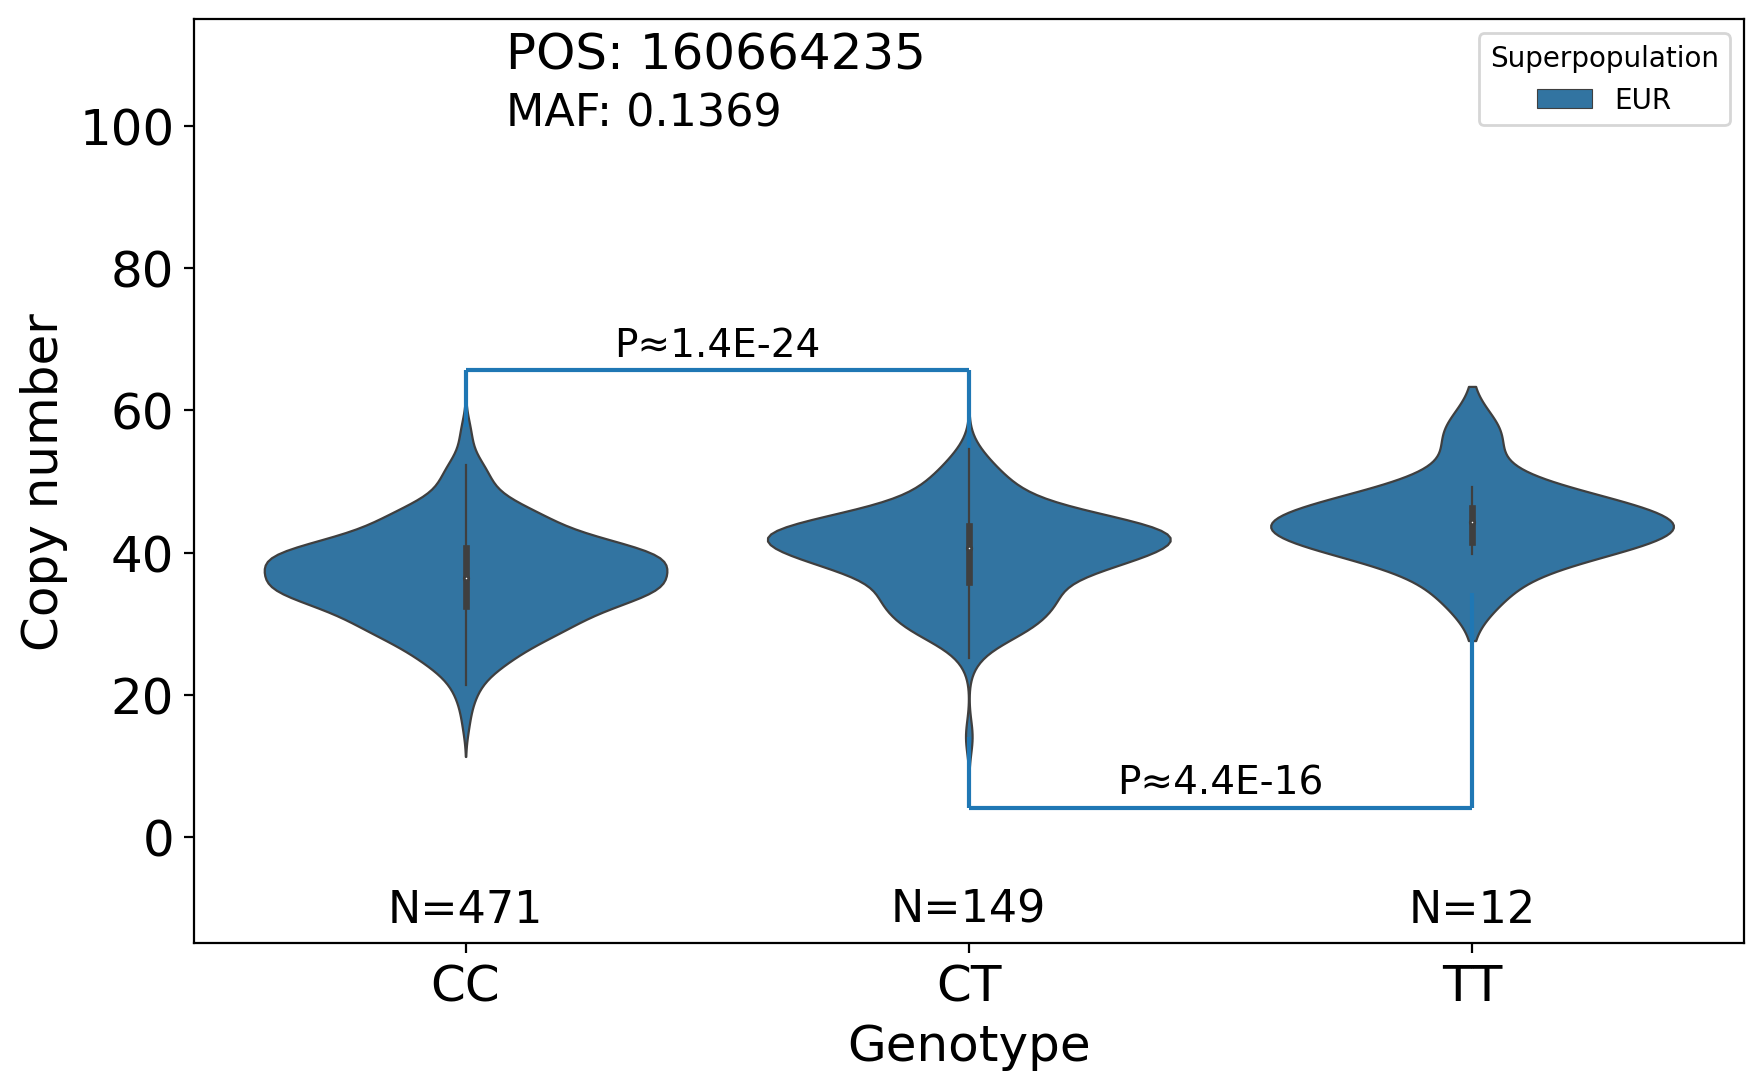 POS: 160664235
MAF: 0.1369
Superpopulation
EUR
100
80
60
40
20
0
Copy number
P≈1.4E-24
P≈4.4E-16
N=471
N=149
N=12
CC
CT
TT
Genotype